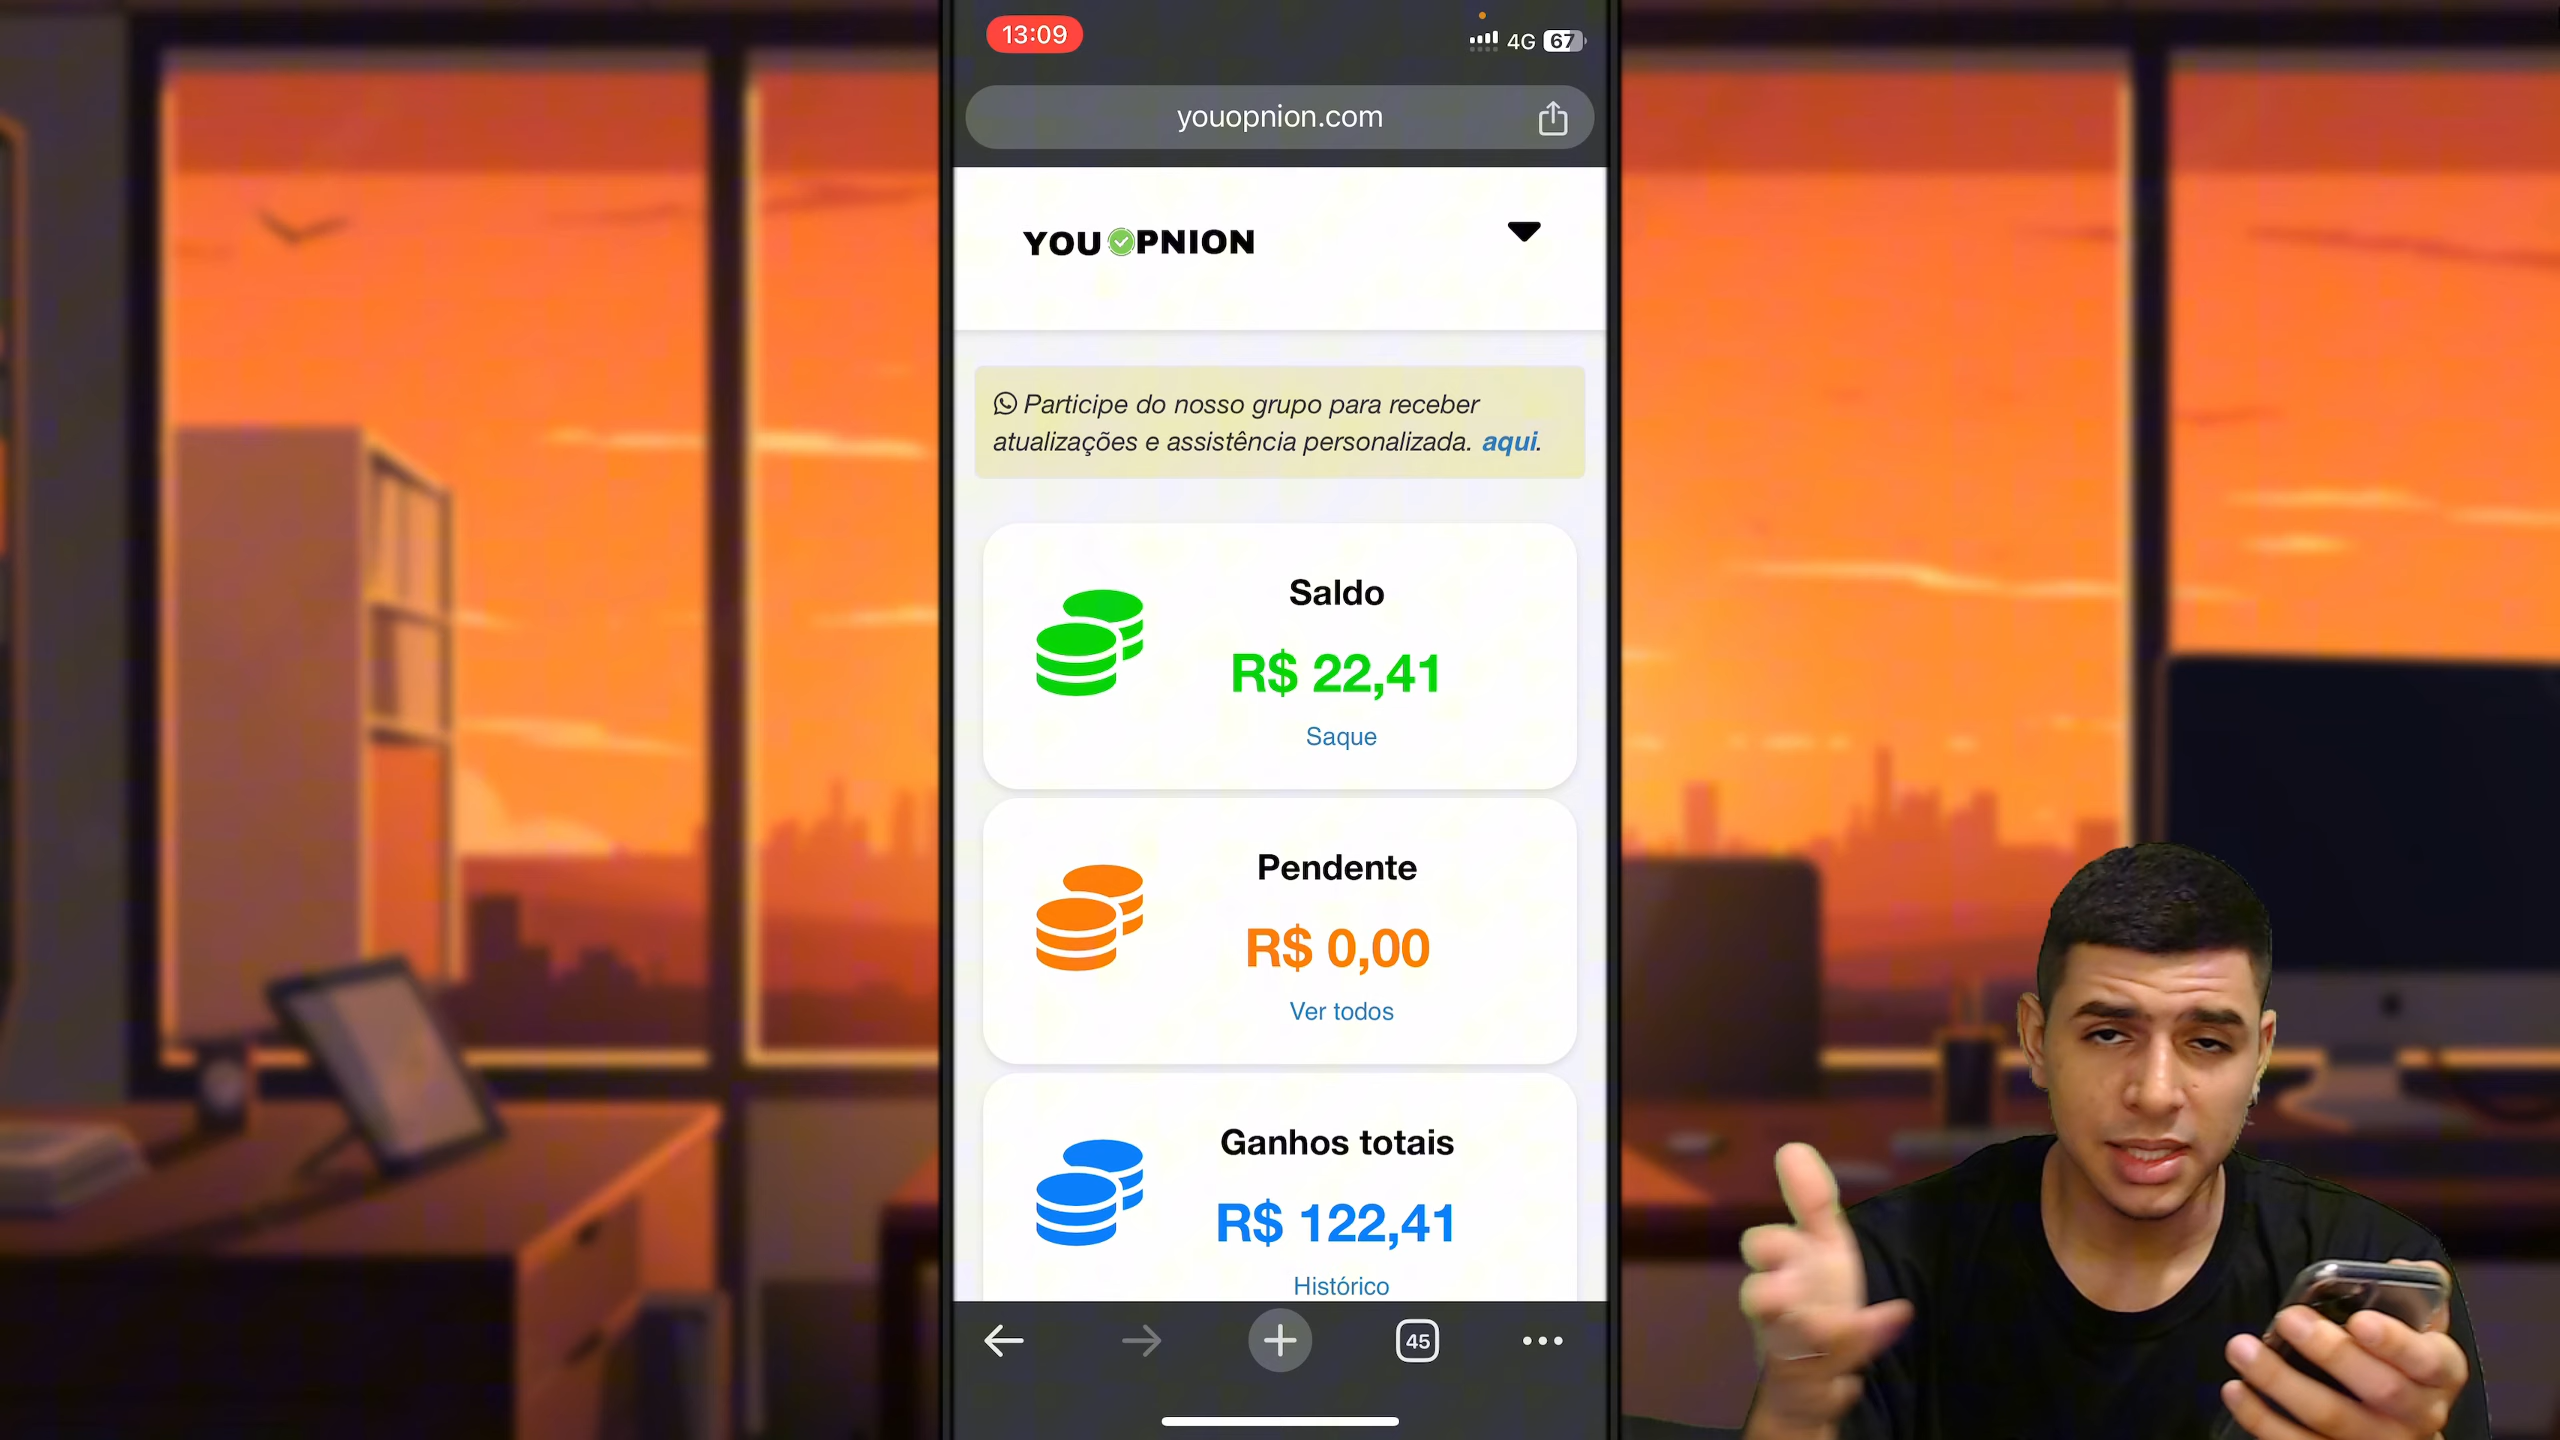 13:09
4G 67
youopnion.com
YOU PNION
Participe do nosso grupo para receber
atualizações e assistência personalizada. aqui.
Saldo
R$ 22,41
Saque
Pendente
R$ 0,00
Ver todos
Ganhos totais
R$ 122,41
Histórico
45